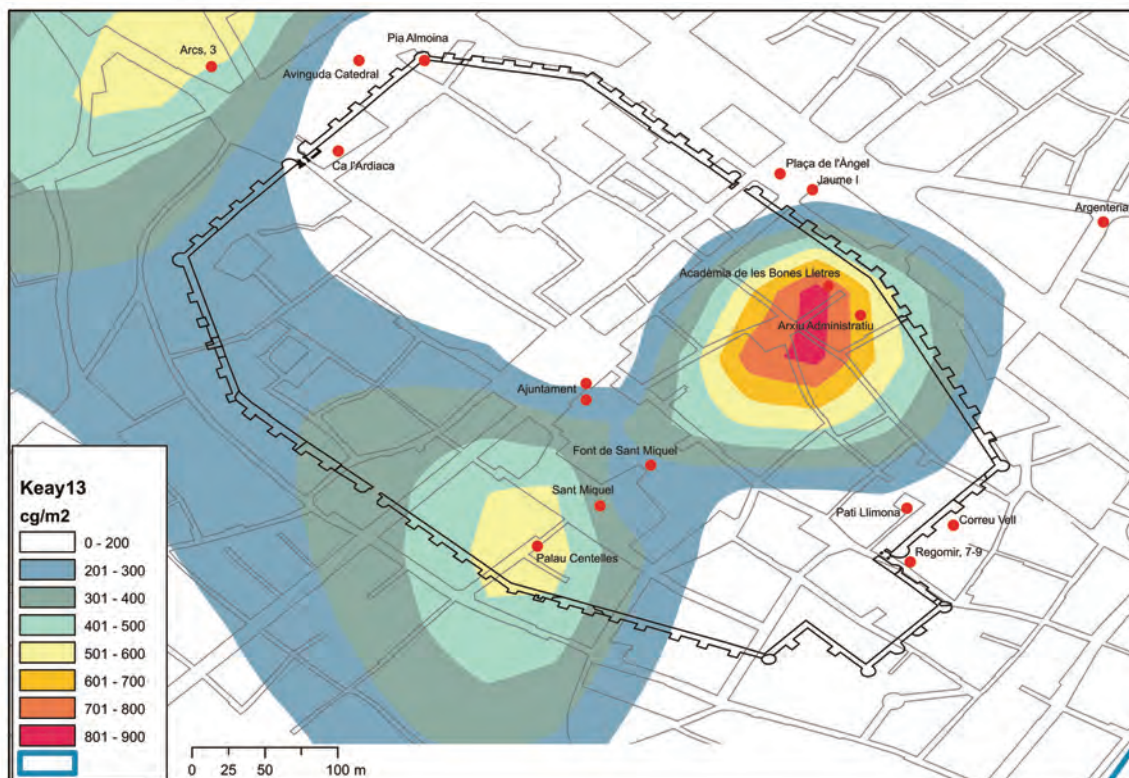 Pia Almoina
Arcs, 3
Avinguda Catedral
Ca l'Ardiaca
Plaça de l'Àngel
Jaume I
Argenteria
Acadèmia de les Bones Lletres
Arxiu Administratiu
Ajuntament
Font de Sant Miquel
Sant Miquel
Palau Centelles
Pati Llimona
Correu Vell
Regomir, 7-9
Keay13
cg/m2
0 - 200
201 - 300
301 - 400
401 - 500
501 - 600
601 - 700
701 - 800
801 - 900
0 25 50 100 m